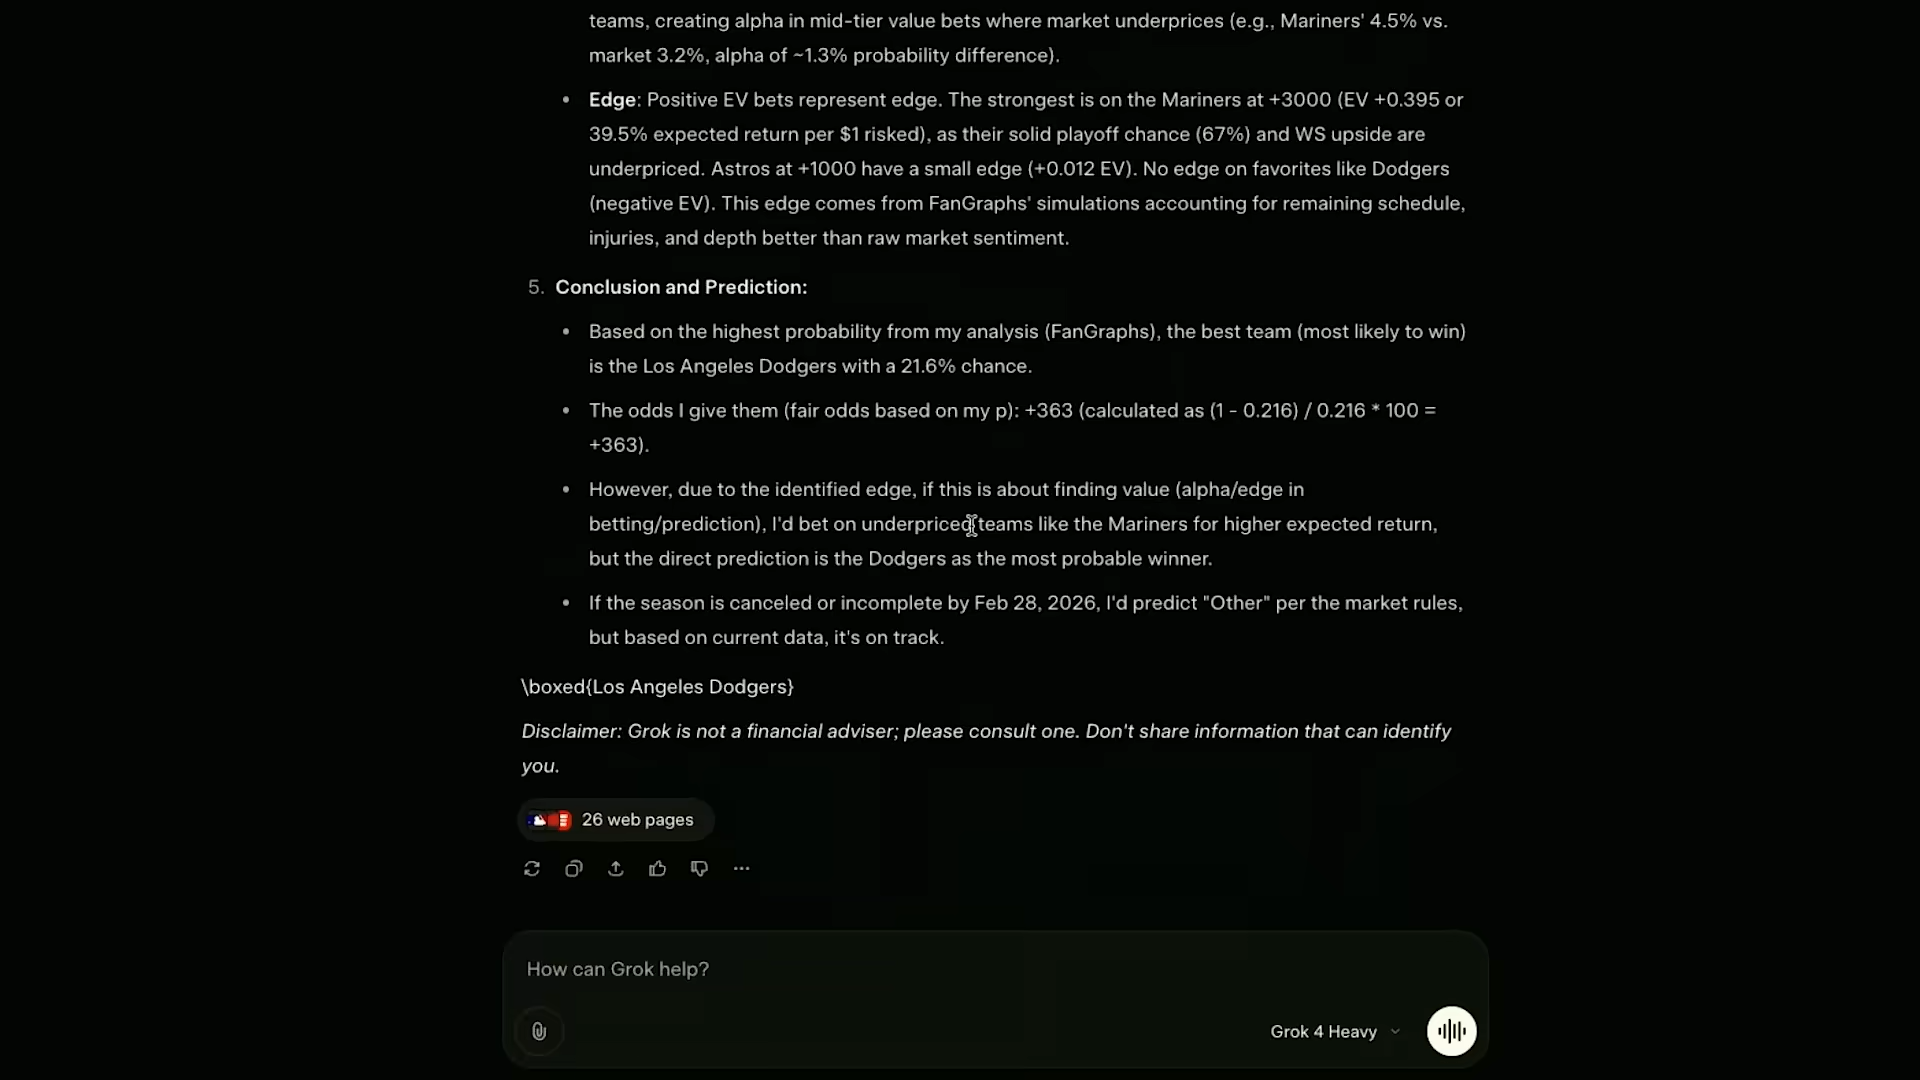 teams, creating alpha in mid-tier value bets where market underprices (e.g., Mariners' 4.5% vs.
market 3.2%, alpha of ~1.3% probability difference).
• Edge: Positive EV bets represent edge. The strongest is on the Mariners at +3000 (EV +0.395 or
39.5% expected return per $1 risked), as their solid playoff chance (67%) and WS upside are
underpriced. Astros at +1000 have a small edge (+0.012 EV). No edge on favorites like Dodgers
(negative EV). This edge comes from FanGraphs' simulations accounting for remaining schedule,
injuries, and depth better than raw market sentiment.
5. Conclusion and Prediction:
• Based on the highest probability from my analysis (FanGraphs), the best team (most likely to win)
is the Los Angeles Dodgers with a 21.6% chance.
• The odds I give them (fair odds based on my p): +363 (calculated as (1 - 0.216) / 0.216 * 100 =
+363).
• However, due to the identified edge, if this is about finding value (alpha/edge in
betting/prediction), I'd bet on underpriced teams like the Mariners for higher expected return,
but the direct prediction is the Dodgers as the most probable winner.
• If the season is canceled or incomplete by Feb 28, 2026, I'd predict "Other" per the market rules,
but based on current data, it's on track.
\boxed{Los Angeles Dodgers}
Disclaimer: Grok is not a financial adviser; please consult one. Don't share information that can identify
you.
26 web pages
How can Grok help?
Grok 4 Heavy